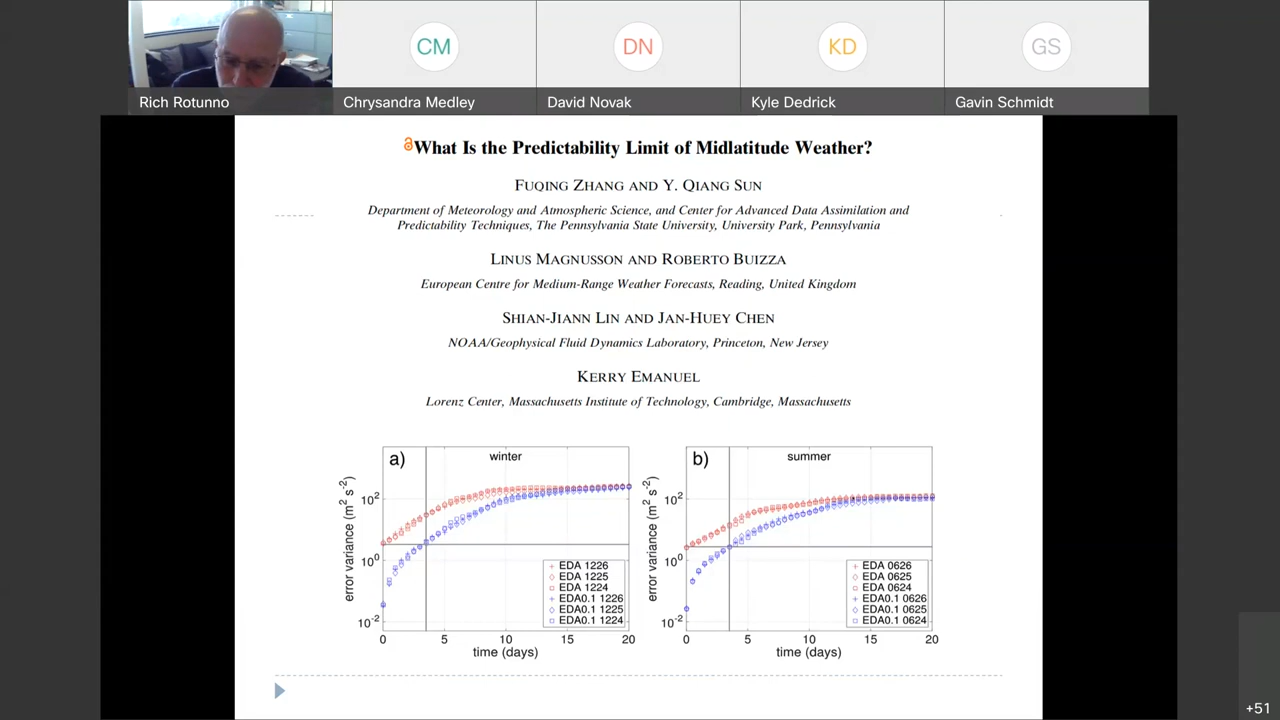 CM
DN
KD
GS
Rich Rotunno
Chrysandra Medley
David Novak
Kyle Dedrick
Gavin Schmidt
What Is the Predictability Limit of Midlatitude Weather?
FUQING ZHANG AND Y. QIANG SUN
Department of Meteorology and Atmospheric Science, and Center for Advanced Data Assimilation and
Predictability Techniques, The Pennsylvania State University, University Park, Pennsylvania
LINUS MAGNUSSON AND ROBERTO BUIZZA
European Centre for Medium-Range Weather Forecasts, Reading, United Kingdom
SHIAN-JIANN LIN AND JAN-HUEY CHEN
NOAA/Geophysical Fluid Dynamics Laboratory, Princeton, New Jersey
KERRY EMANUEL
Lorenz Center, Massachusetts Institute of Technology, Cambridge, Massachusetts
a)
winter
error variance (m² s⁻²)
10²
10⁰
10⁻²
EDA 1226
EDA 1225
EDA 1224
EDA0.1 1226
EDA0.1 1225
EDA0.1 1224
0 5 10 15 20
time (days)
b)
summer
error variance (m² s⁻²)
10²
10⁰
10⁻²
EDA 0626
EDA 0625
EDA 0624
EDA0.1 0626
EDA0.1 0625
EDA0.1 0624
0 5 10 15 20
time (days)
+51